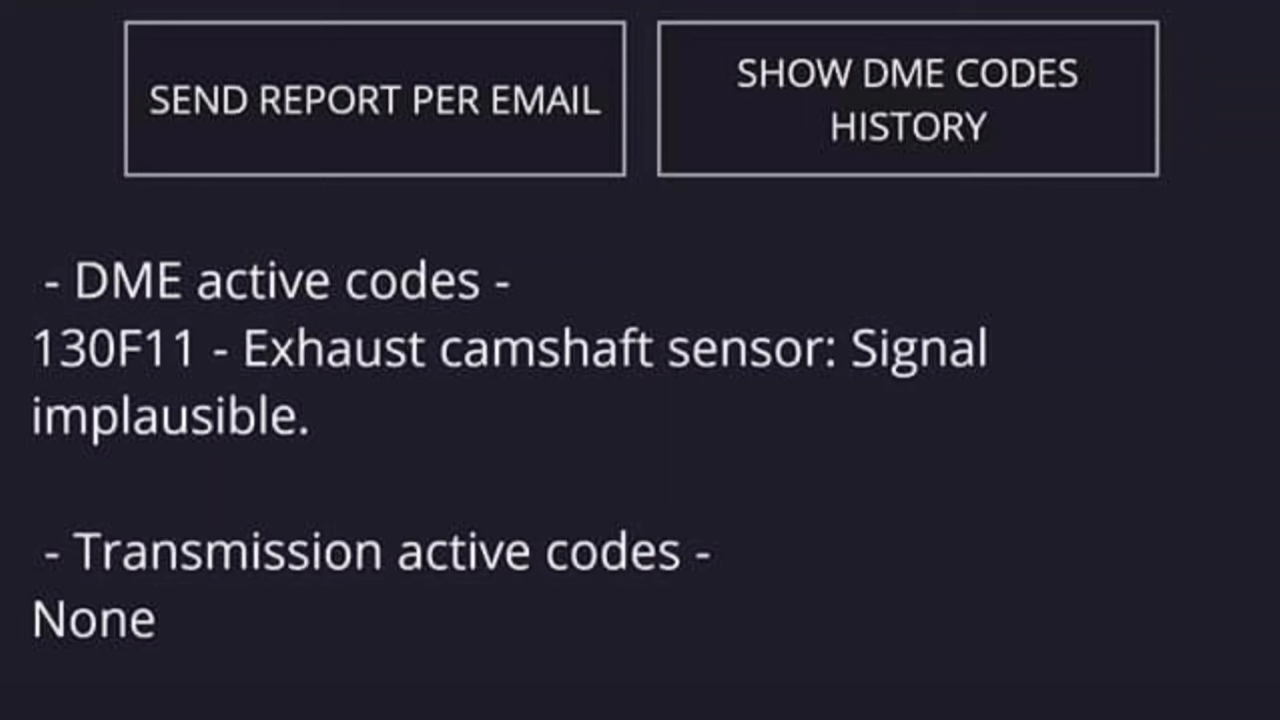 SEND REPORT PER EMAIL
SHOW DME CODES
HISTORY
- DME active codes -
130F11 - Exhaust camshaft sensor: Signal
implausible.
- Transmission active codes -
None